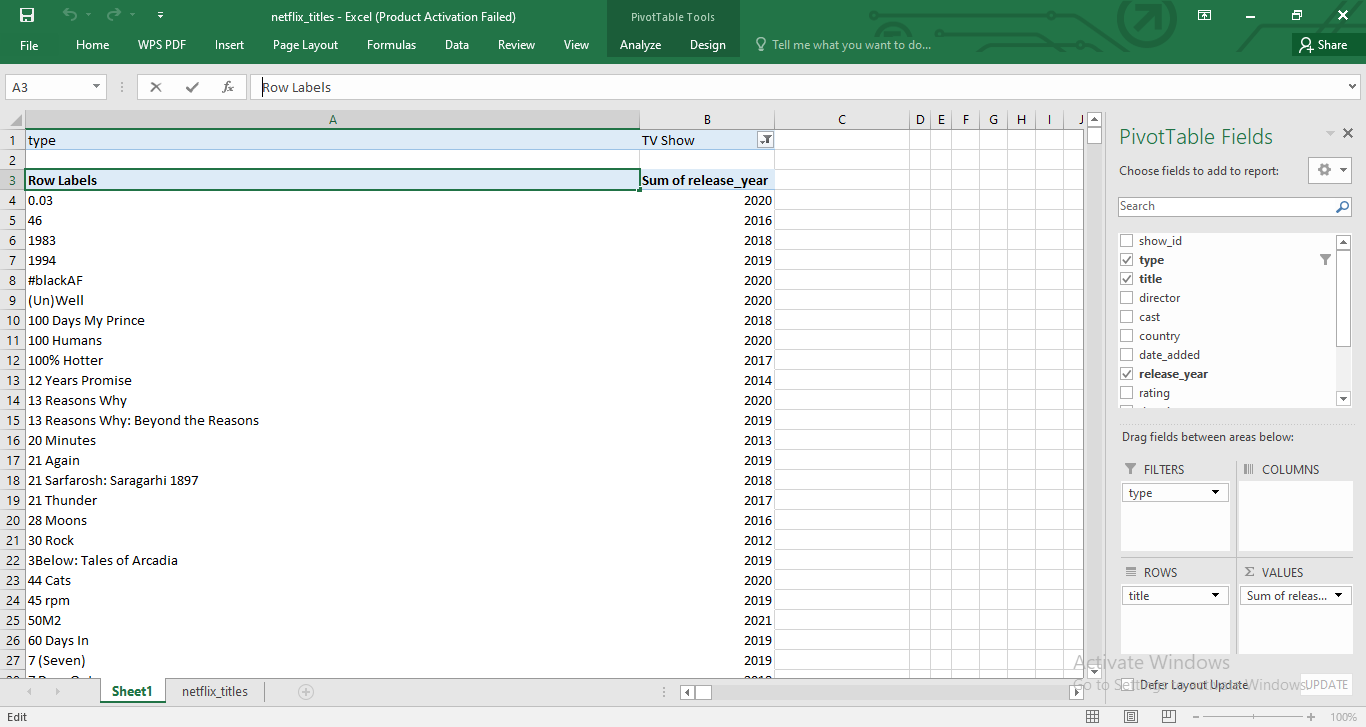 netflix_titles - Excel (Product Activation Failed)
PivotTable Tools
File Home WPS PDF Insert Page Layout Formulas Data Review View Analyze Design Tell me what you want to do... Share
A3 fx Row Labels
A B C D E F G H I J
1 type TV Show
2
3 Row Labels Sum of release_year
4 0.03 2020
5 46 2016
6 1983 2018
7 1994 2019
8 #blackAF 2020
9 (Un)Well 2020
10 100 Days My Prince 2018
11 100 Humans 2020
12 100% Hotter 2017
13 12 Years Promise 2014
14 13 Reasons Why 2020
15 13 Reasons Why: Beyond the Reasons 2019
16 20 Minutes 2013
17 21 Again 2019
18 21 Sarfarosh: Saragarhi 1897 2018
19 21 Thunder 2017
20 28 Moons 2016
21 30 Rock 2012
22 3Below: Tales of Arcadia 2019
23 44 Cats 2020
24 45 rpm 2019
25 50M2 2021
26 60 Days In 2019
27 7 (Seven) 2019
Sheet1 netflix_titles
Edit
100%
PivotTable Fields
Choose fields to add to report:
Search
show_id
type
title
director
cast
country
date_added
release_year
rating
Drag fields between areas below:
FILTERS
type
COLUMNS
ROWS
title
Σ VALUES
Sum of releas...
Activate Windows
Go to Settings to activate Windows.
Defer Layout Update
UPDATE